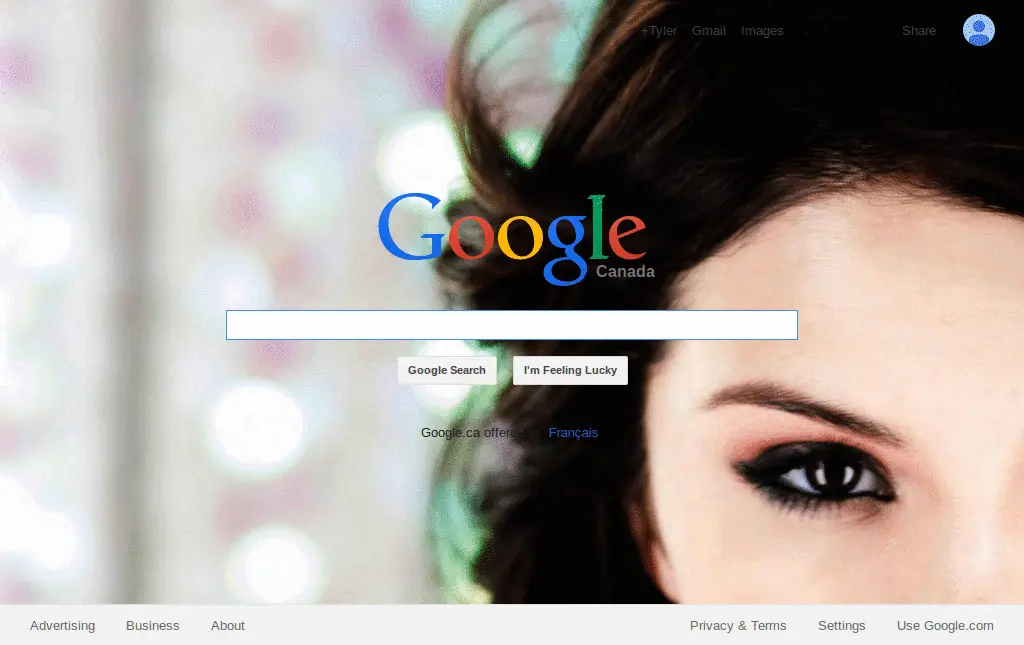 +Tyler Gmail Images Share
Google
Canada
Google Search I'm Feeling Lucky
Google.ca offered in: Français
Advertising Business About Privacy & Terms Settings Use Google.com